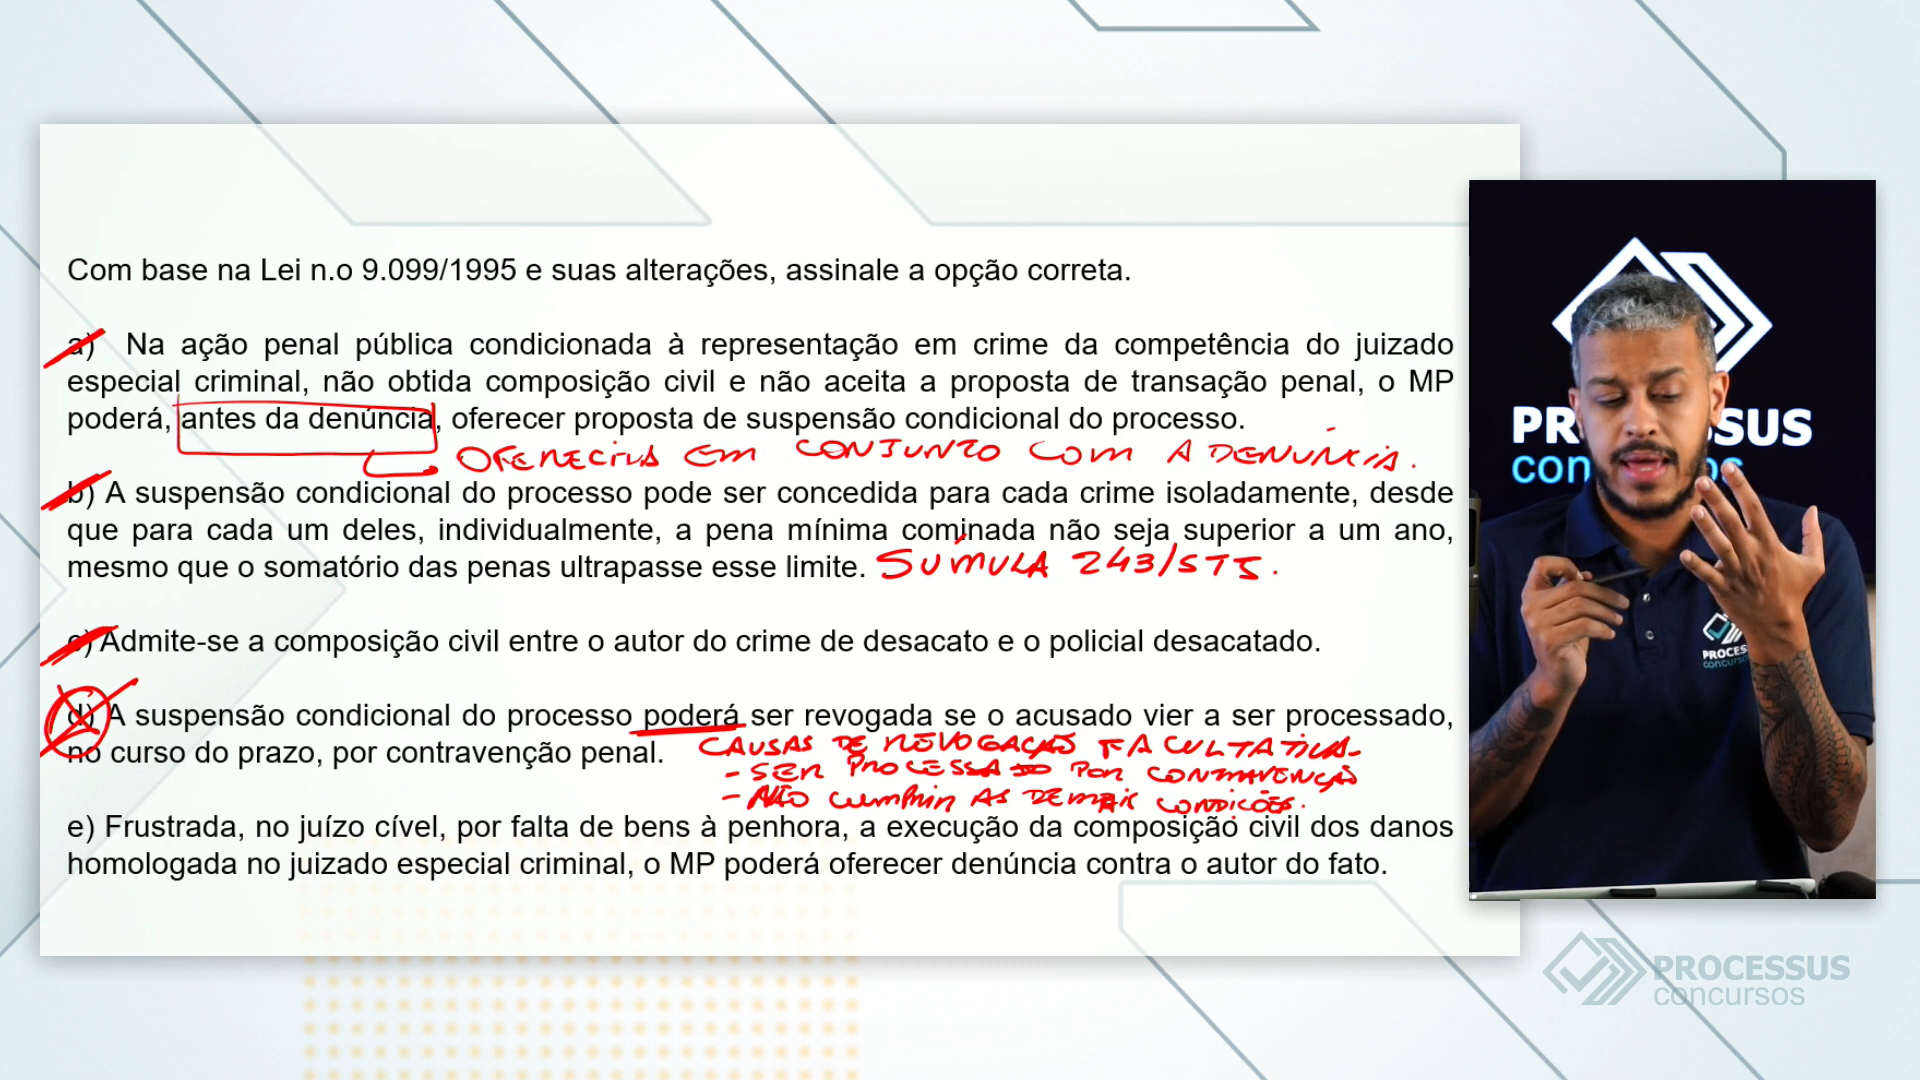 Com base na Lei n.o 9.099/1995 e suas alterações, assinale a opção correta.
a) Na ação penal pública condicionada à representação em crime da competência do juizado
especial criminal, não obtida composição civil e não aceita a proposta de transação penal, o MP
poderá, antes da denúncia, oferecer proposta de suspensão condicional do processo.
OFERECIDA EM CONJUNTO COM A DENÚNCIA.
b) A suspensão condicional do processo pode ser concedida para cada crime isoladamente, desde
que para cada um deles, individualmente, a pena mínima cominada não seja superior a um ano,
mesmo que o somatório das penas ultrapasse esse limite. SÚMULA 243/STJ.
c) Admite-se a composição civil entre o autor do crime de desacato e o policial desacatado.
d) A suspensão condicional do processo poderá ser revogada se o acusado vier a ser processado,
no curso do prazo, por contravenção penal. CAUSAS DE REVOGAÇÃO FACULTATIVA
- SER PROCESSADO POR CONTRAVENÇÃO
- NÃO CUMPRIR AS DEMAIS CONDIÇÕES.
e) Frustrada, no juízo cível, por falta de bens à penhora, a execução da composição civil dos danos
homologada no juizado especial criminal, o MP poderá oferecer denúncia contra o autor do fato.
PROCESSUS
concursos